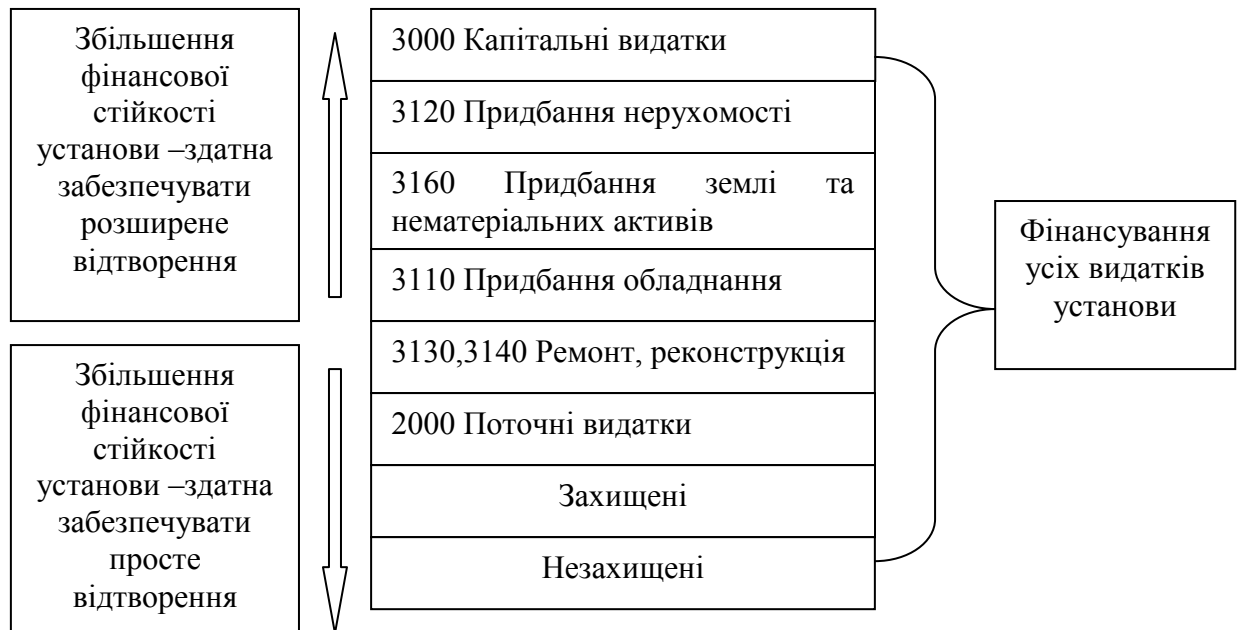 Збільшення
фінансової
стійкості
установи –здатна
забезпечувати
розширене
відтворення
Збільшення
фінансової
стійкості
установи –здатна
забезпечувати
просте
відтворення
3000 Капітальні видатки
3120 Придбання нерухомості
3160 Придбання землі та
нематеріальних активів
3110 Придбання обладнання
3130,3140 Ремонт, реконструкція
2000 Поточні видатки
Захищені
Незахищені
Фінансування
усіх видатків
установи